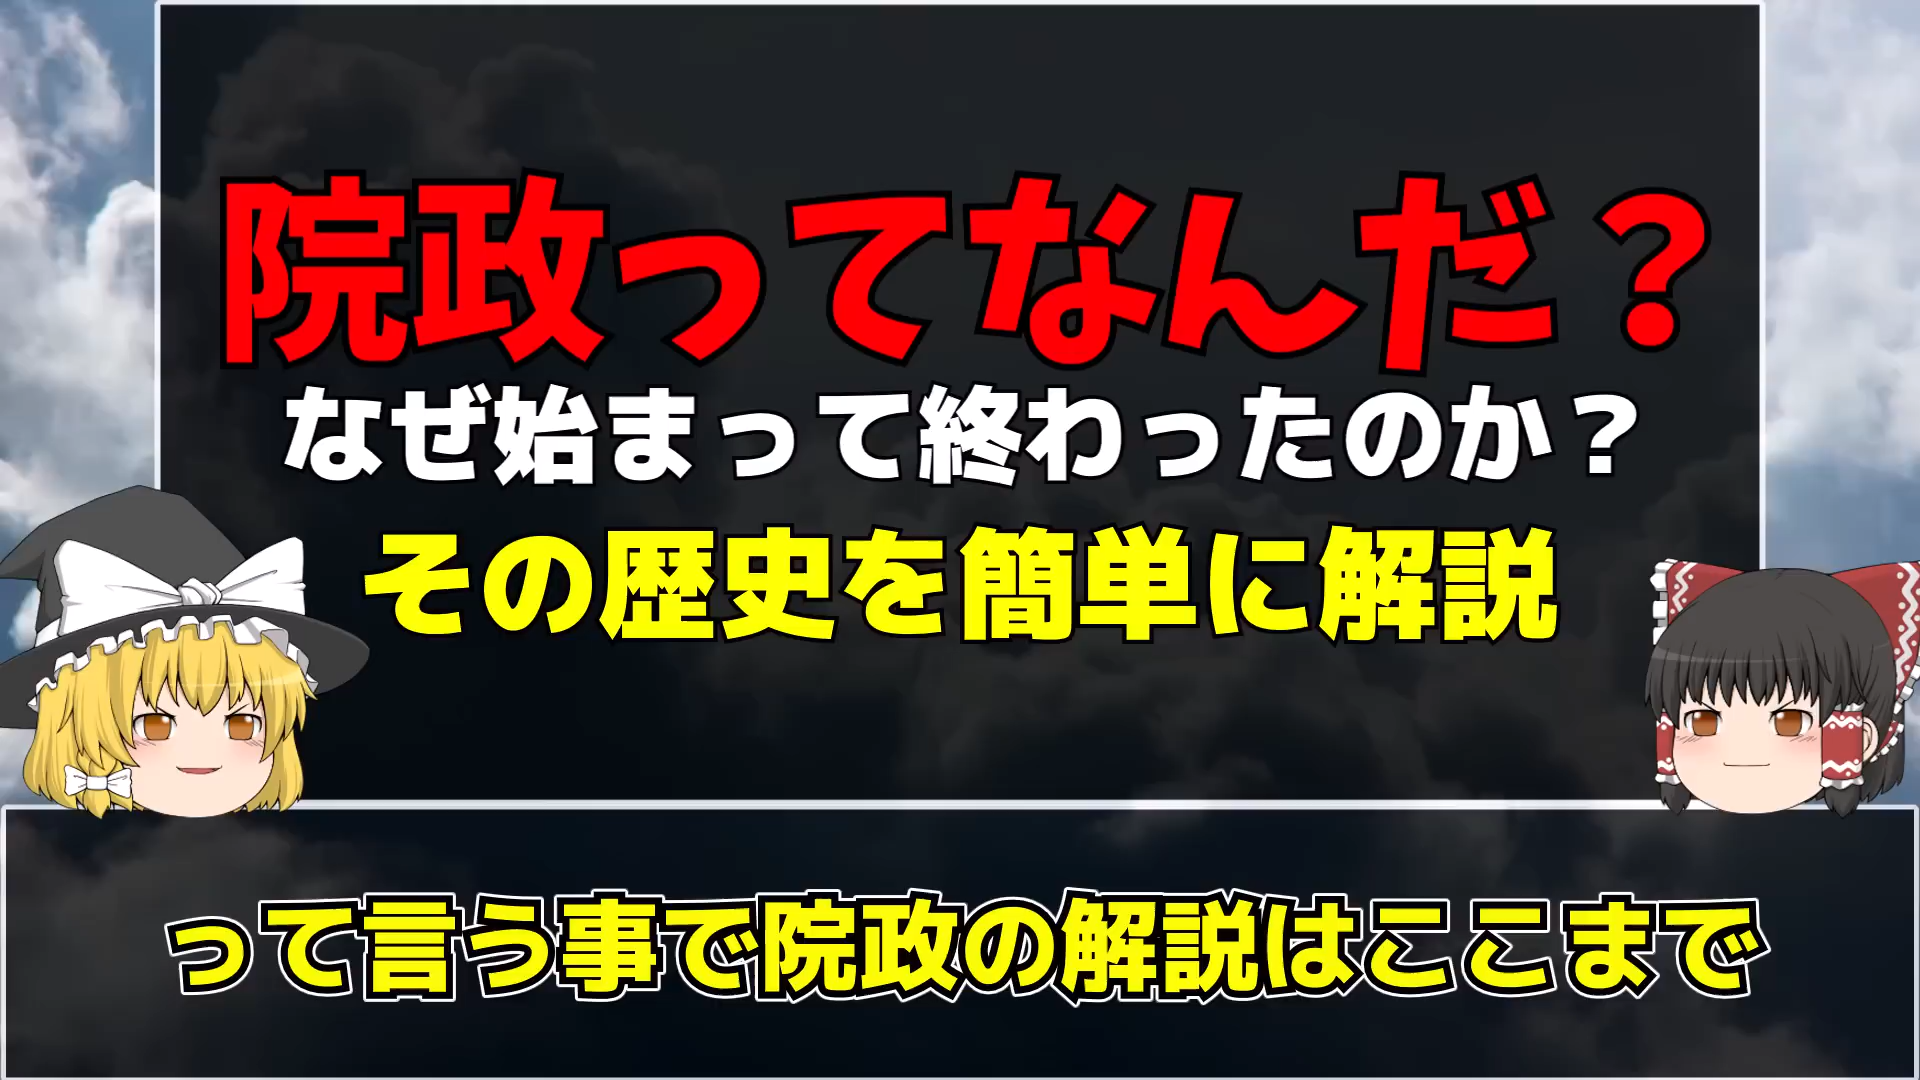 院政ってなんだ？
なぜ始まって終わったのか？
その歴史を簡単に解説
って言う事で院政の解説はここまで